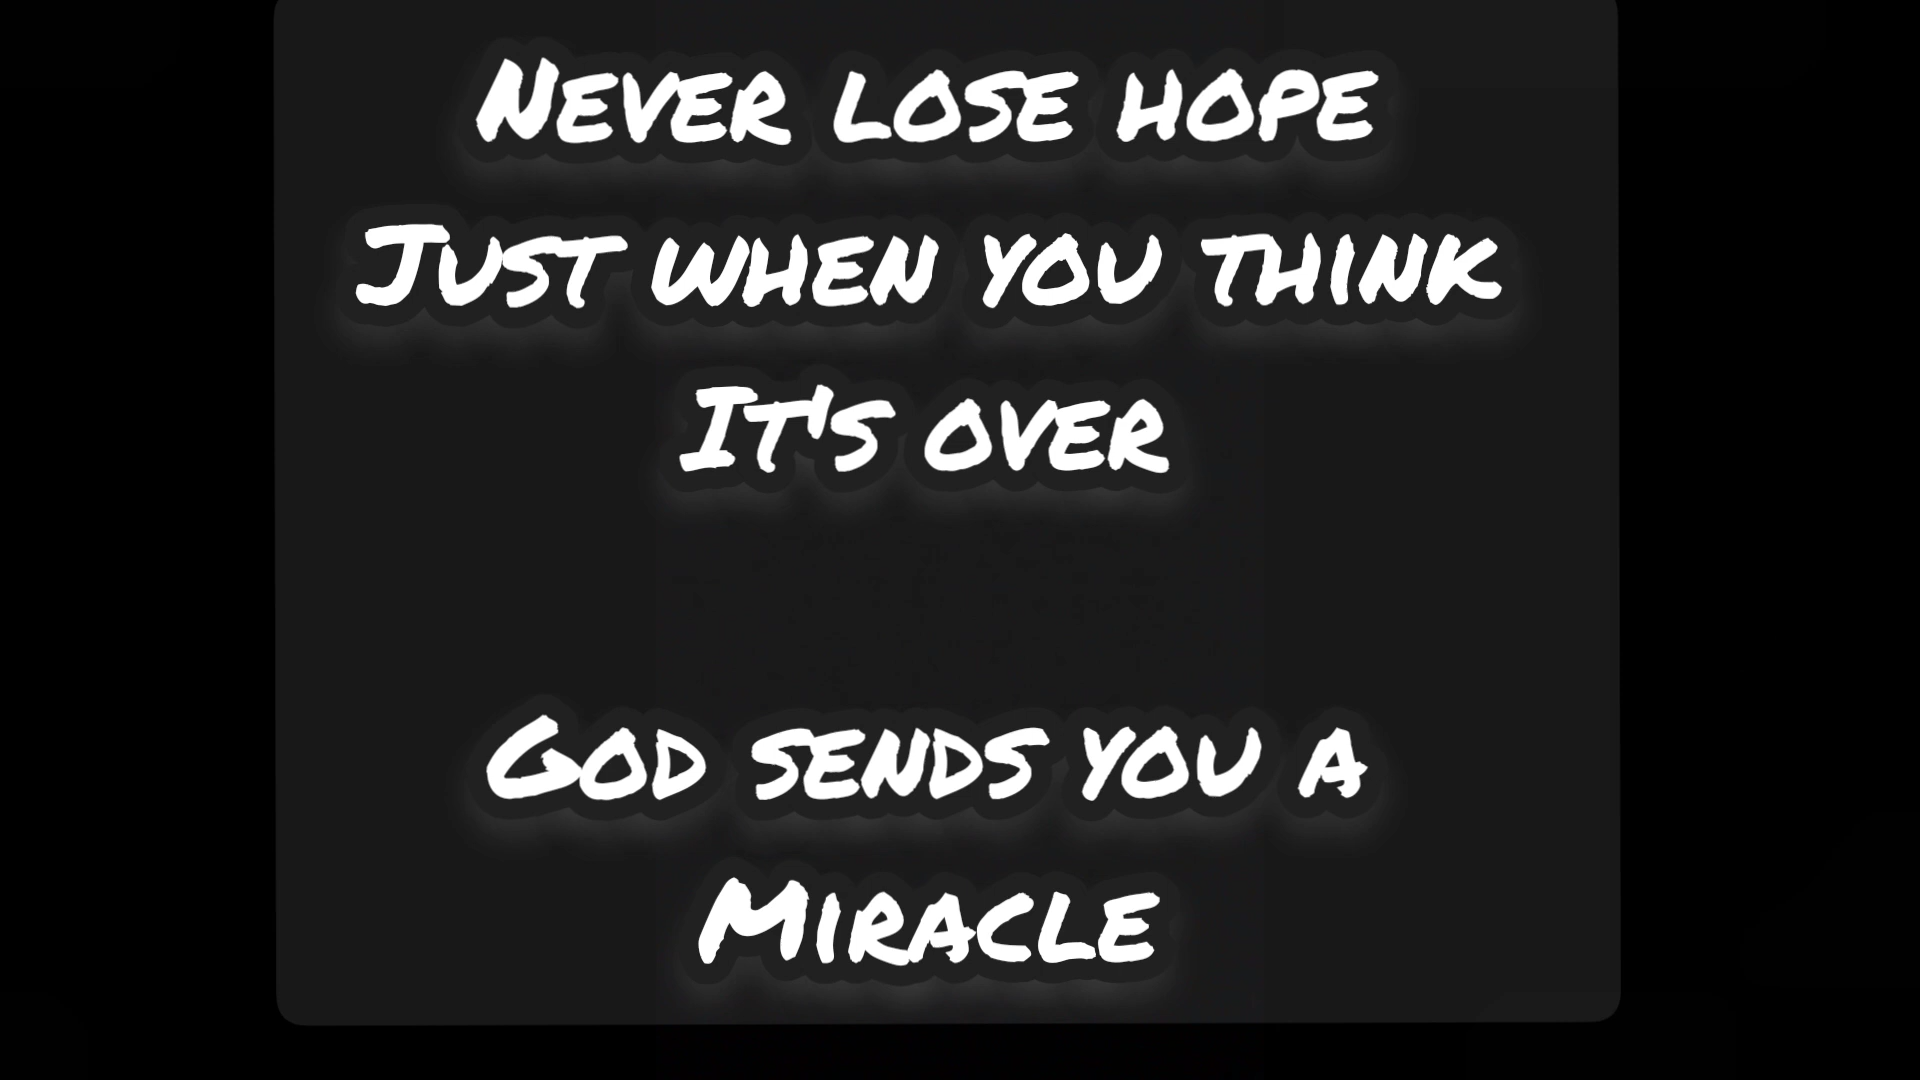 Never lose hope
Just when you think
It's over
God sends you a
Miracle